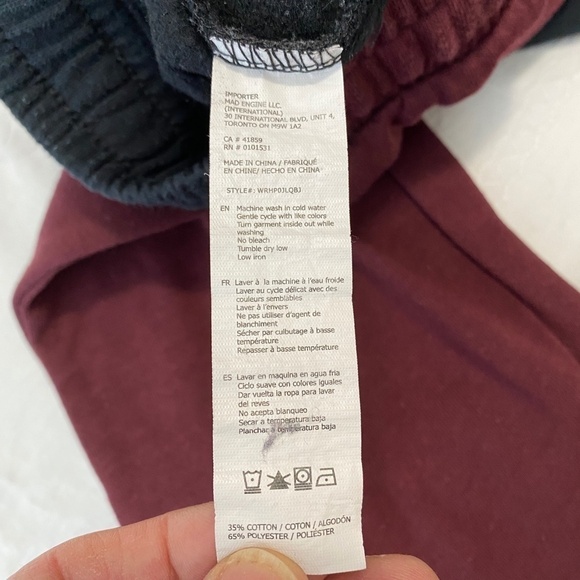 IMPORTER
MAD ENGINE LLC.
(INTERNATIONAL)
30 INTERNATIONAL BLVD, UNIT 4,
TORONTO ON M9W 1A2
CA # 41859
RN # 0101531
MADE IN CHINA / FABRIQUÉ
EN CHINE/ HECHO EN CHINA
STYLE#: WRHP0JLQBJ
EN Machine wash in cold water
Gentle cycle with like colors
Turn garment inside out while
washing
No bleach
Tumble dry low
Low iron
FR Laver à la machine à l'eau froide
Laver au cycle délicat avec des
couleurs semblables
Laver à l'envers
Ne pas utiliser d'agent de
blanchiment
Sécher par culbutage à basse
température
Repasser à basse température
ES Lavar en maquina en agua fria
Ciclo suave con colores iguales
Dar vuelta la ropa para lavar
del reves
No acepta blanqueo
Secar a temperatura baja
Planchar a temperatura baja
35% COTTON / COTON / ALGODÓN
65% POLYESTER / POLIÉSTER